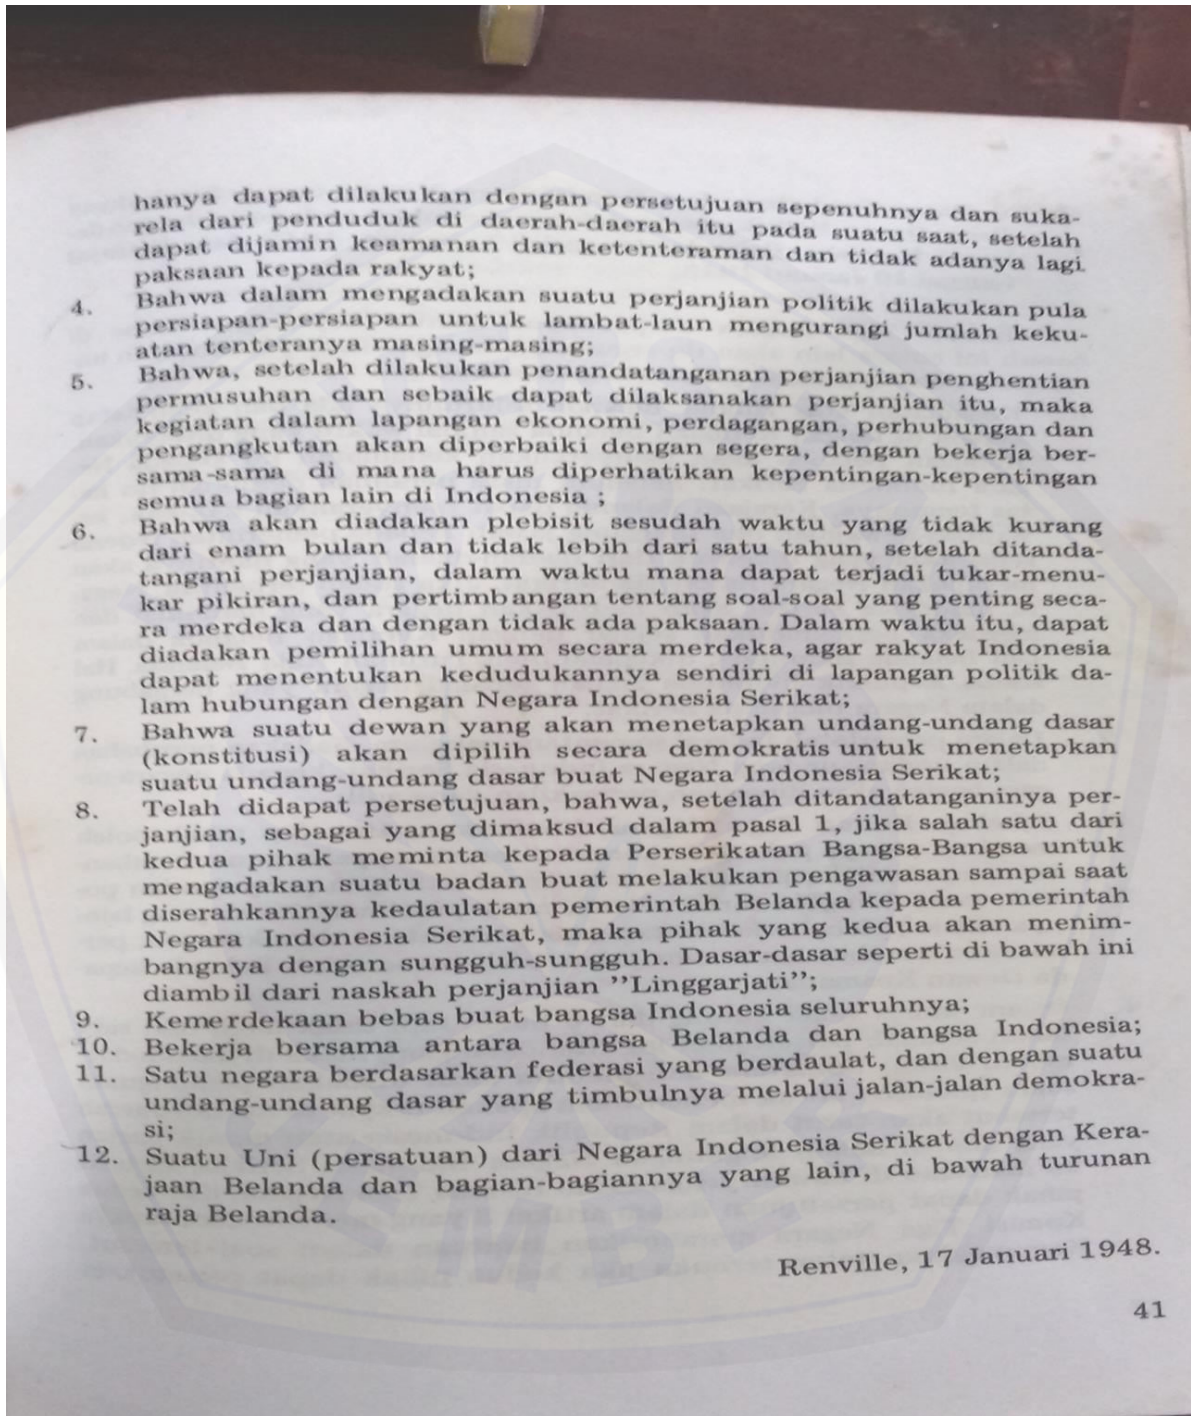 hanya dapat dilakukan dengan persetujuan sepenuhnya dan suka-
rela dari penduduk di daerah-daerah itu pada suatu saat, setelah
dapat dijamin keamanan dan ketenteraman dan tidak adanya lagi
paksaan kepada rakyat;
4. Bahwa dalam mengadakan suatu perjanjian politik dilakukan pula
persiapan-persiapan untuk lambat-laun mengurangi jumlah keku-
atan tenteranya masing-masing;
5. Bahwa, setelah dilakukan penandatanganan perjanjian penghentian
permusuhan dan sebaik dapat dilaksanakan perjanjian itu, maka
kegiatan dalam lapangan ekonomi, perdagangan, perhubungan dan
pengangkutan akan diperbaiki dengan segera, dengan bekerja ber-
sama-sama di mana harus diperhatikan kepentingan-kepentingan
semua bagian lain di Indonesia ;
6. Bahwa akan diadakan plebisit sesudah waktu yang tidak kurang
dari enam bulan dan tidak lebih dari satu tahun, setelah ditanda-
tangani perjanjian, dalam waktu mana dapat terjadi tukar-menu-
kar pikiran, dan pertimbangan tentang soal-soal yang penting seca-
ra merdeka dan dengan tidak ada paksaan. Dalam waktu itu, dapat
diadakan pemilihan umum secara merdeka, agar rakyat Indonesia
dapat menentukan kedudukannya sendiri di lapangan politik da-
lam hubungan dengan Negara Indonesia Serikat;
7. Bahwa suatu dewan yang akan menetapkan undang-undang dasar
(konstitusi) akan dipilih secara demokratis untuk menetapkan
suatu undang-undang dasar buat Negara Indonesia Serikat;
8. Telah didapat persetujuan, bahwa, setelah ditandatanganinya per-
janjian, sebagai yang dimaksud dalam pasal 1, jika salah satu dari
kedua pihak meminta kepada Perserikatan Bangsa-Bangsa untuk
mengadakan suatu badan buat melakukan pengawasan sampai saat
diserahkannya kedaulatan pemerintah Belanda kepada pemerintah
Negara Indonesia Serikat, maka pihak yang kedua akan menim-
bangnya dengan sungguh-sungguh. Dasar-dasar seperti di bawah ini
diambil dari naskah perjanjian ’’Linggarjati’’;
9. Kemerdekaan bebas buat bangsa Indonesia seluruhnya;
10. Bekerja bersama antara bangsa Belanda dan bangsa Indonesia;
11. Satu negara berdasarkan federasi yang berdaulat, dan dengan suatu
undang-undang dasar yang timbulnya melalui jalan-jalan demokra-
si;
12. Suatu Uni (persatuan) dari Negara Indonesia Serikat dengan Kera-
jaan Belanda dan bagian-bagiannya yang lain, di bawah turunan
raja Belanda.
Renville, 17 Januari 1948.
41